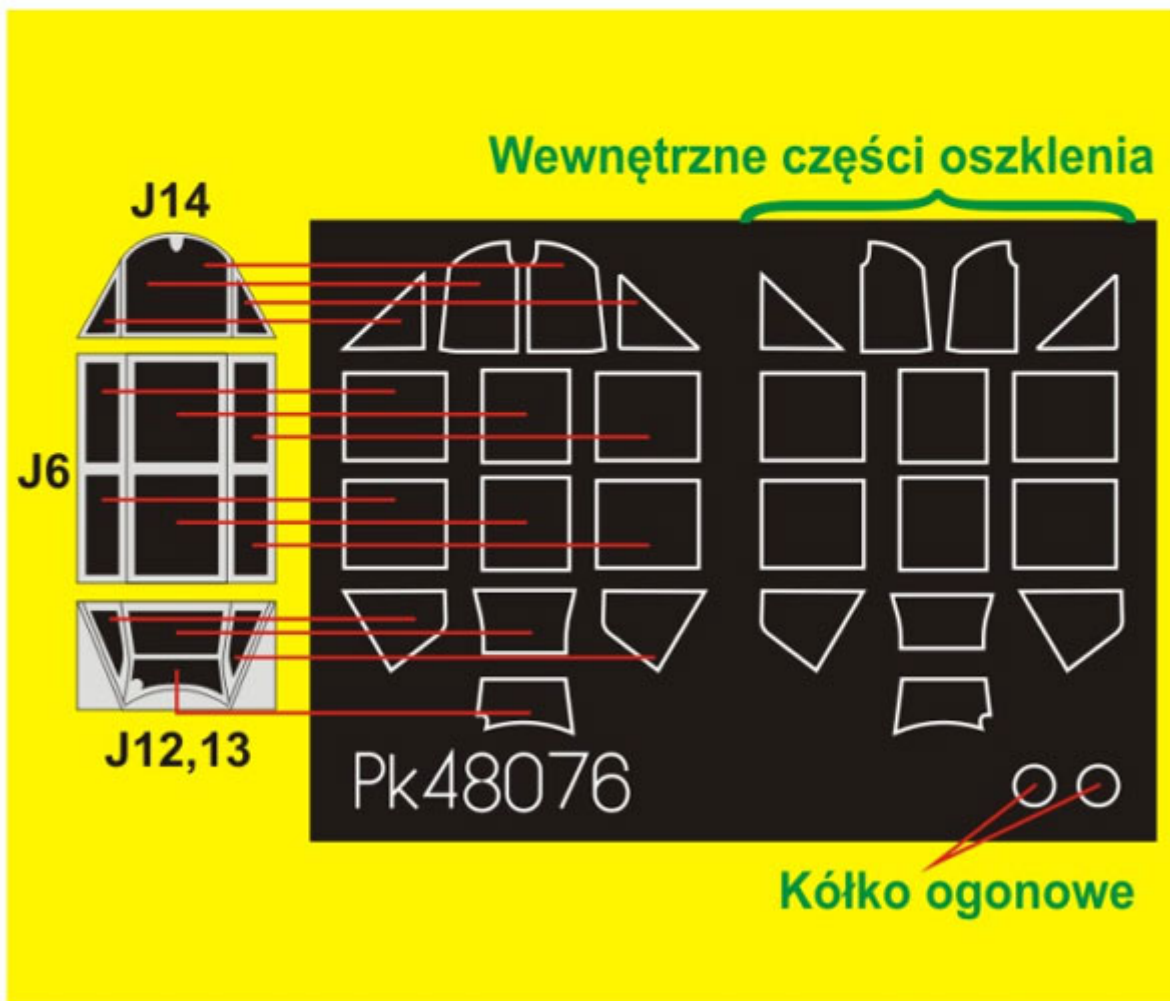 Wewnętrzne części oszklenia
J14
J6
J12,13
Pk48076
Kółko ogonowe